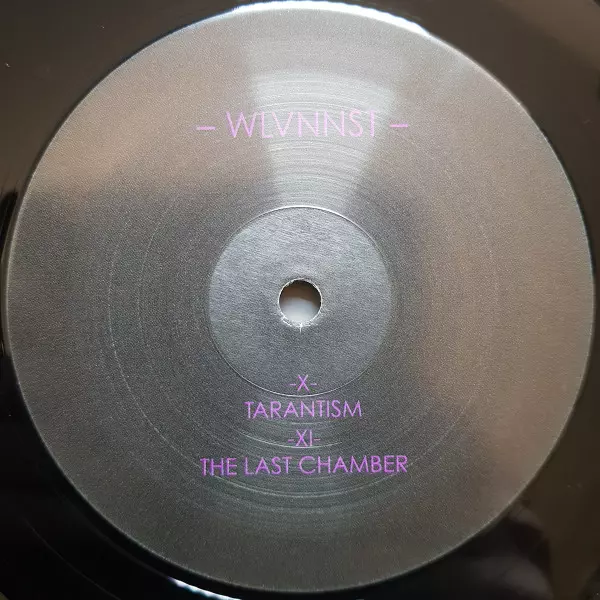 – WLVNNST –
-X-
TARANTISM
-XI-
THE LAST CHAMBER